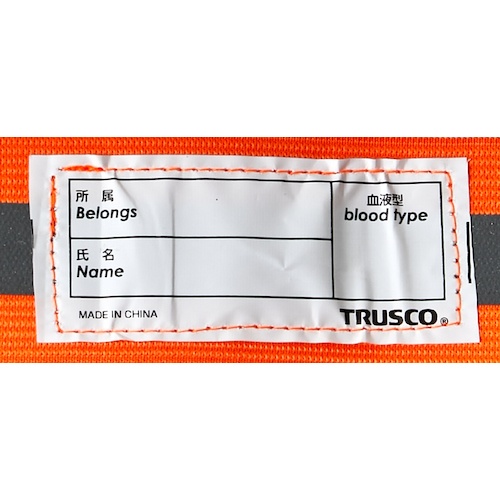 所属
Belongs
血液型
blood type
氏名
Name
MADE IN CHINA
TRUSCO®